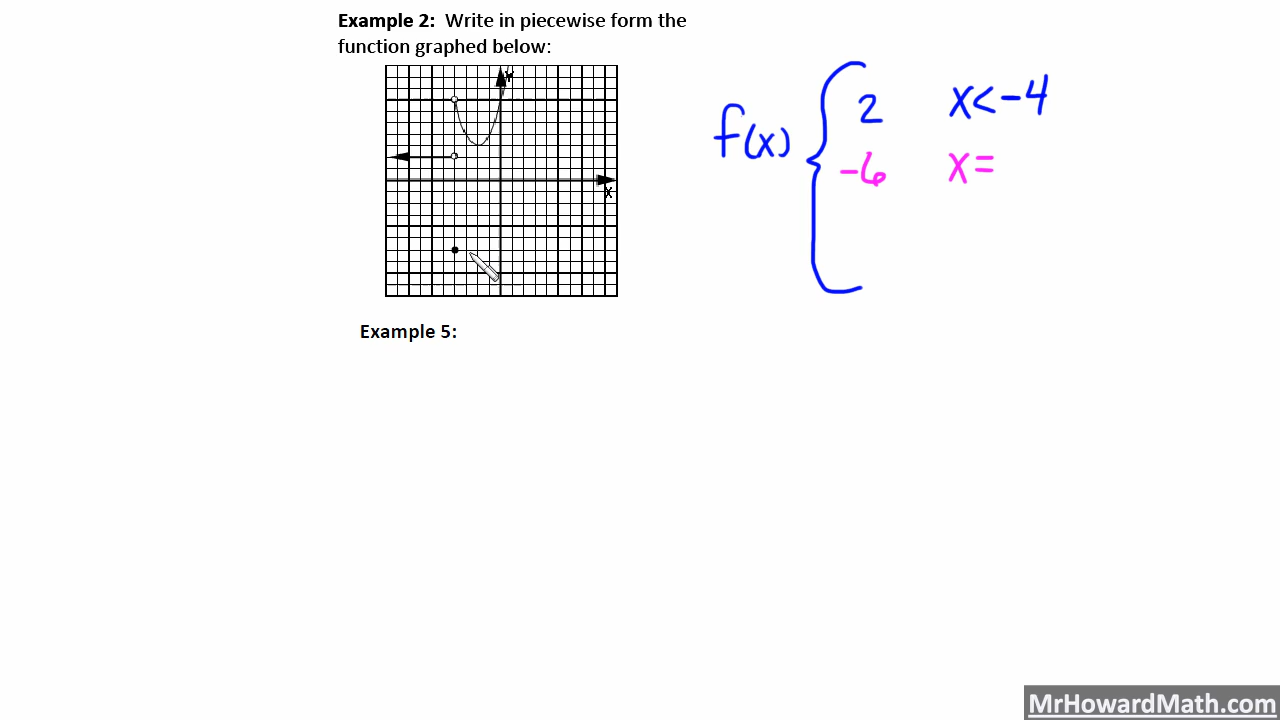 Example 2: Write in piecewise form the
function graphed below:
Y
X
f(x) { 2 x < -4
-6 x =
Example 5:
MrHowardMath.com